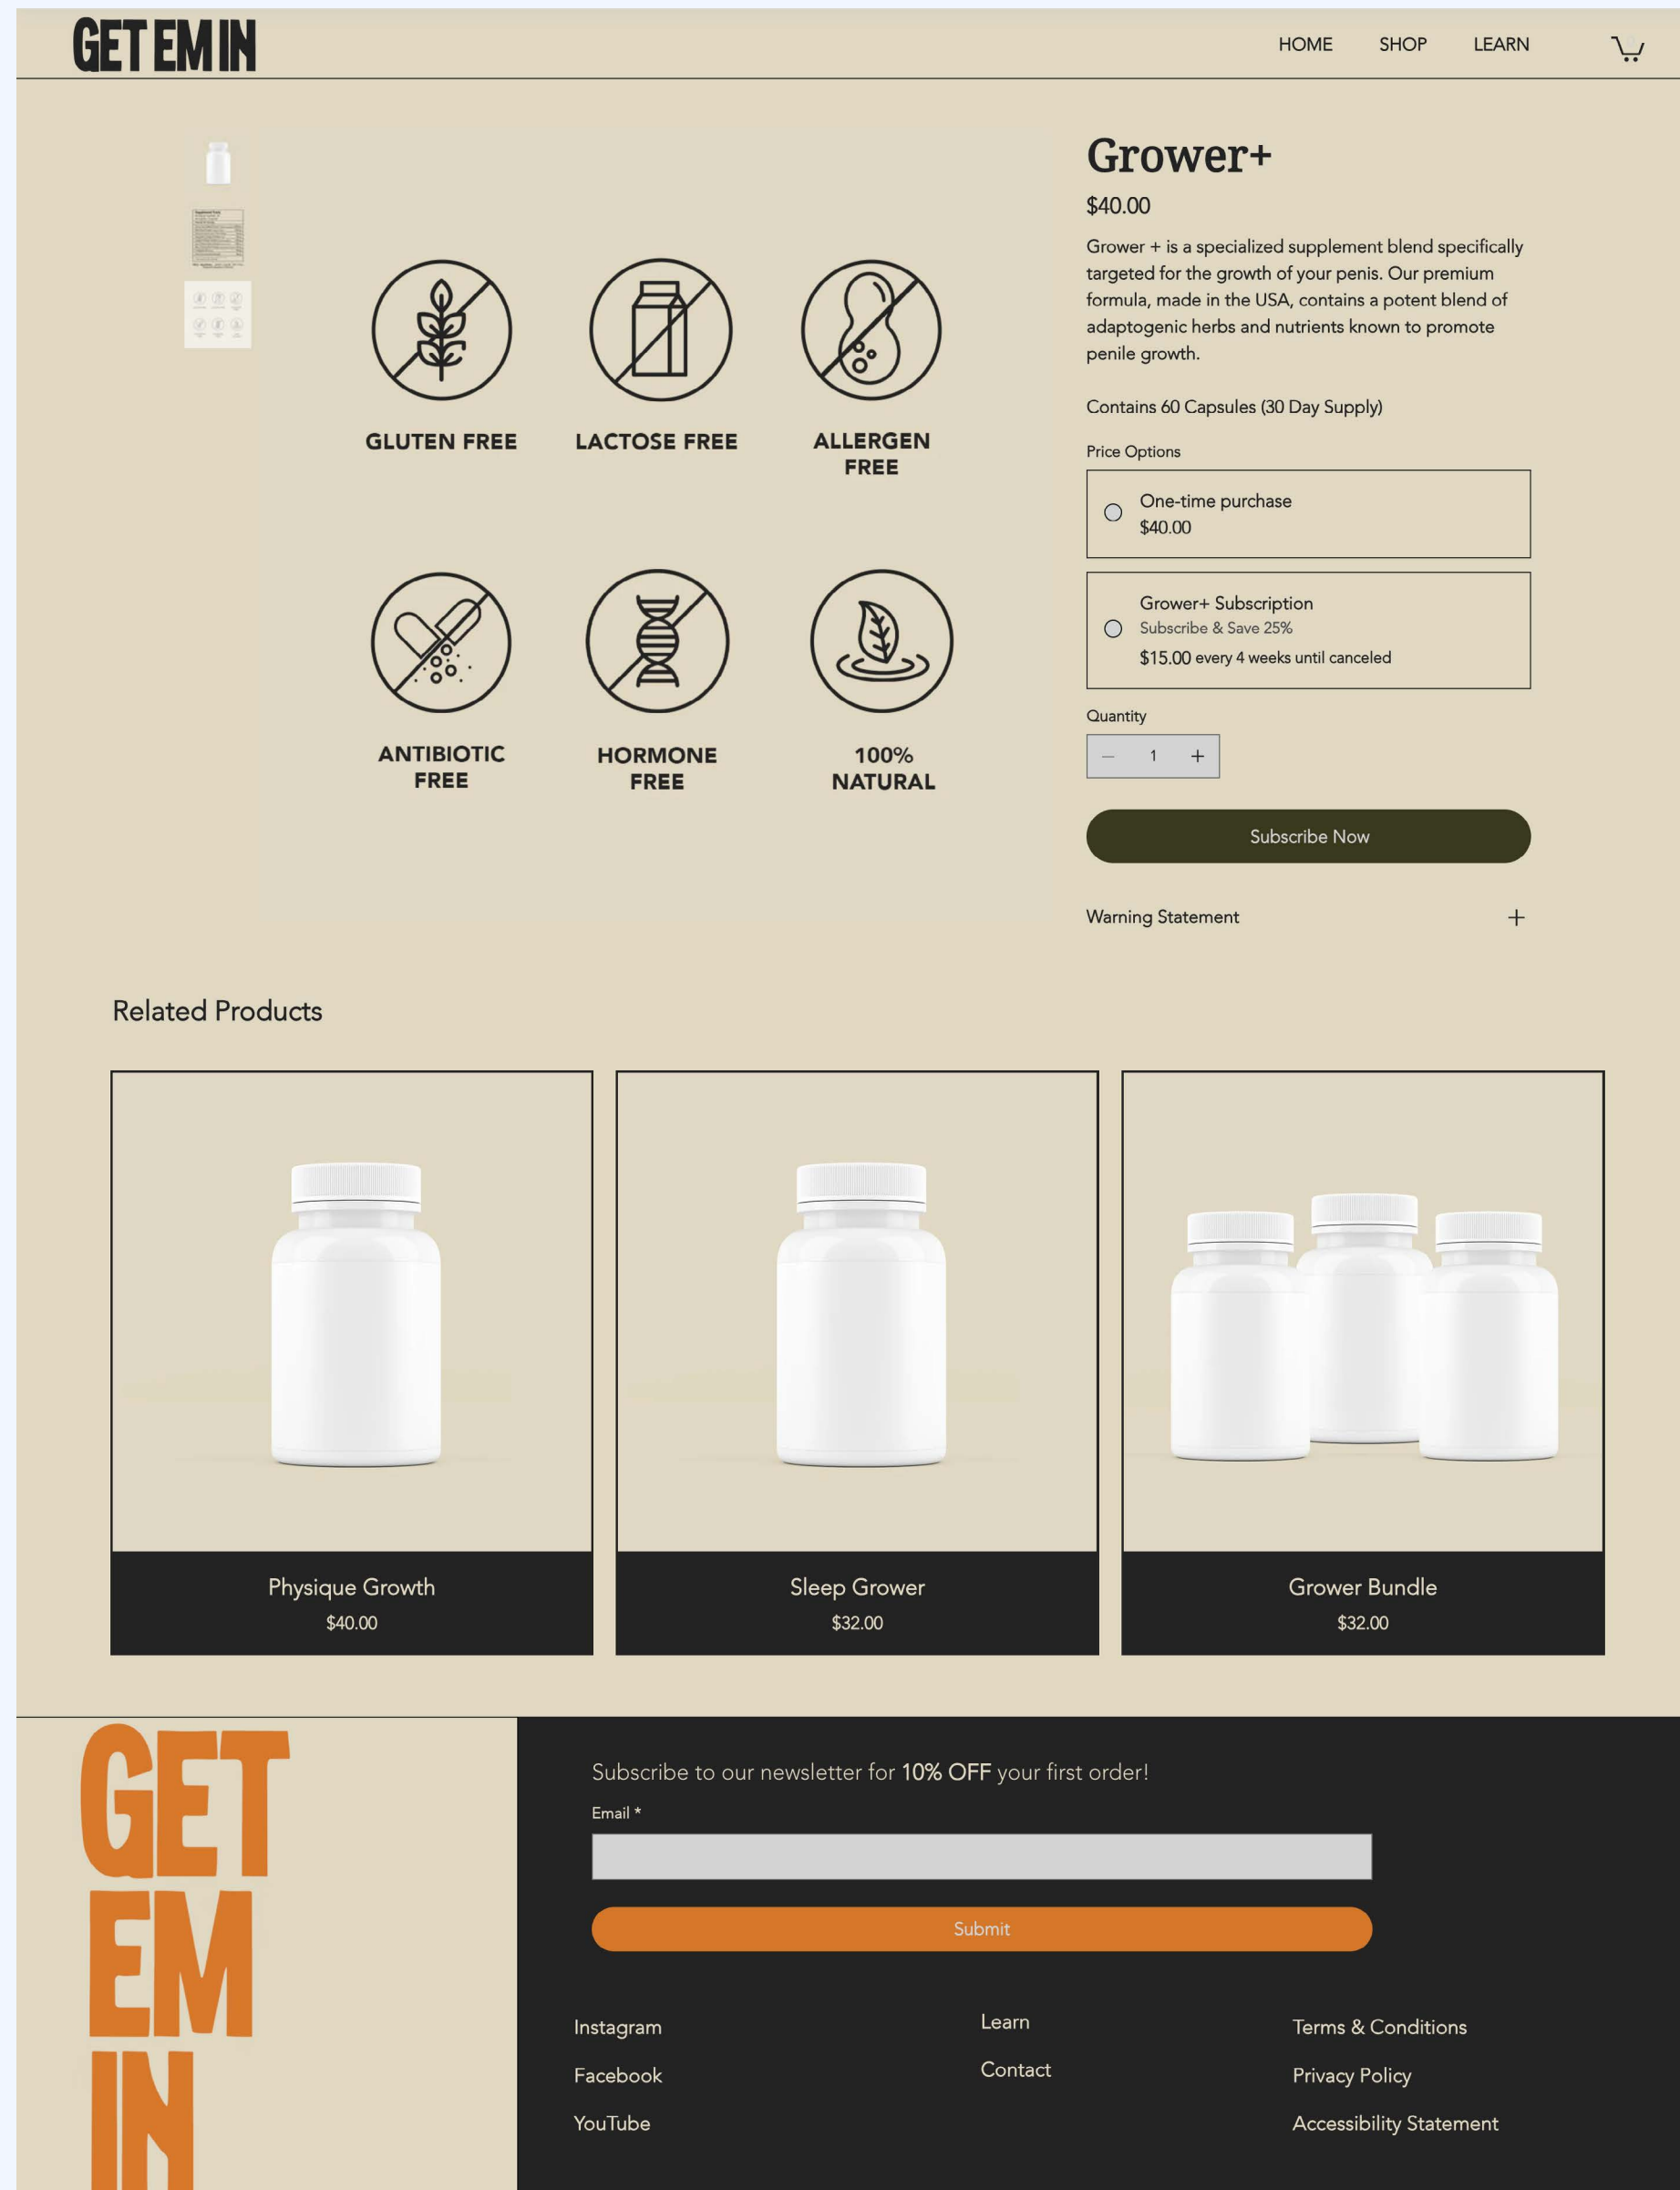 GET EM IN
HOME
SHOP
LEARN
Supplement Facts
Grower+
$40.00
Grower + is a specialized supplement blend specifically
targeted for the growth of your penis. Our premium
formula, made in the USA, contains a potent blend of
adaptogenic herbs and nutrients known to promote
penile growth.
Contains 60 Capsules (30 Day Supply)
Price Options
One-time purchase
$40.00
Grower+ Subscription
Subscribe & Save 25%
$15.00 every 4 weeks until canceled
Quantity
1
Subscribe Now
Warning Statement
GLUTEN FREE
LACTOSE FREE
ALLERGEN
FREE
ANTIBIOTIC
FREE
HORMONE
FREE
100%
NATURAL
Related Products
Physique Growth
$40.00
Sleep Grower
$32.00
Grower Bundle
$32.00
GET
EM
IN
Subscribe to our newsletter for 10% OFF your first order!
Email *
Submit
Instagram
Facebook
YouTube
Learn
Contact
Terms & Conditions
Privacy Policy
Accessibility Statement